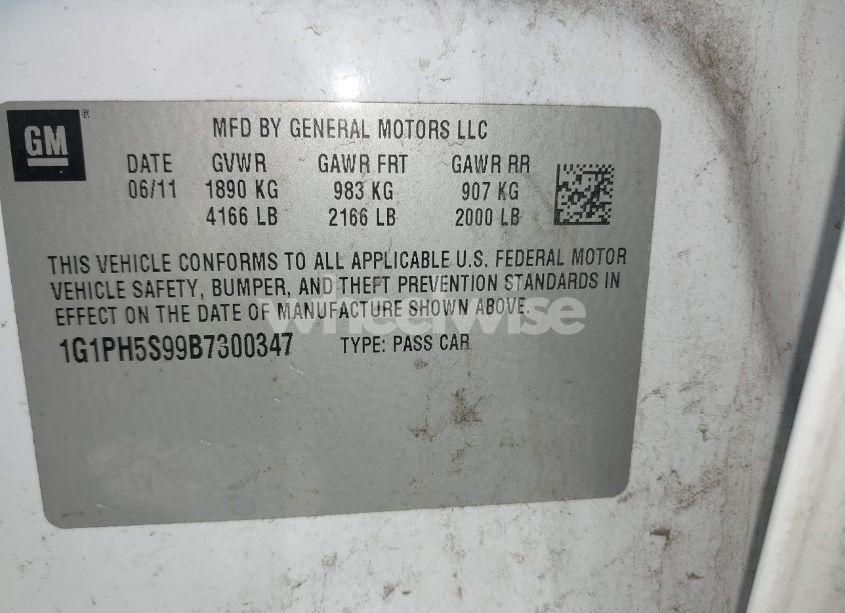 GM®
MFD BY GENERAL MOTORS LLC
DATE GVWR GAWR FRT GAWR RR
06/11 1890 KG 983 KG 907 KG
4166 LB 2166 LB 2000 LB
THIS VEHICLE CONFORMS TO ALL APPLICABLE U.S. FEDERAL MOTOR
VEHICLE SAFETY, BUMPER, AND THEFT PREVENTION STANDARDS IN
EFFECT ON THE DATE OF MANUFACTURE SHOWN ABOVE.
wheelwise
1G1PH5S99B7300347 TYPE: PASS CAR